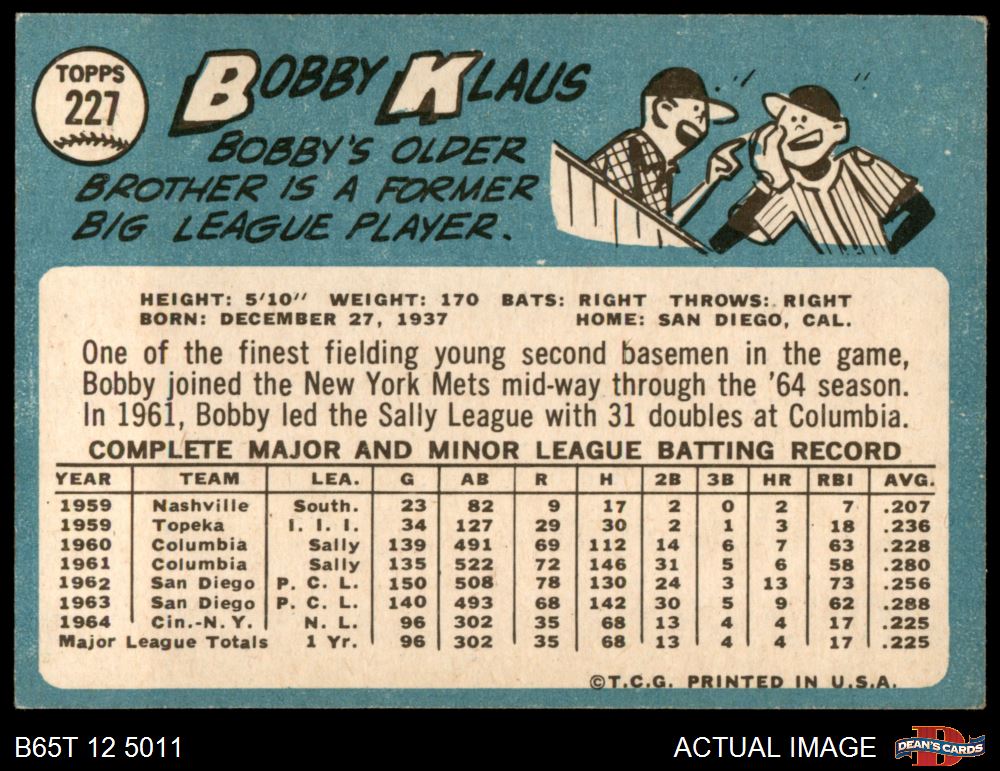 TOPPS
227
BOBBY KLAUS
BOBBY'S OLDER
BROTHER IS A FORMER
BIG LEAGUE PLAYER.
HEIGHT: 5'10" WEIGHT: 170 BATS: RIGHT THROWS: RIGHT
BORN: DECEMBER 27, 1937 HOME: SAN DIEGO, CAL.
One of the finest fielding young second basemen in the game,
Bobby joined the New York Mets mid-way through the '64 season.
In 1961, Bobby led the Sally League with 31 doubles at Columbia.
COMPLETE MAJOR AND MINOR LEAGUE BATTING RECORD
YEAR TEAM LEA. G AB R H 2B 3B HR RBI AVG.
1959 Nashville South. 23 82 9 17 2 0 2 7 .207
1959 Topeka I. I. I. 34 127 29 30 2 1 3 18 .236
1960 Columbia Sally 139 491 69 112 14 6 7 63 .228
1961 Columbia Sally 135 522 72 146 31 5 6 58 .280
1962 San Diego P. C. L. 150 508 78 130 24 3 13 73 .256
1963 San Diego P. C. L. 140 493 68 142 30 5 9 62 .288
1964 Cin.-N. Y. N. L. 96 302 35 68 13 4 4 17 .225
Major League Totals 1 Yr. 96 302 35 68 13 4 4 17 .225
©T.C.G. PRINTED IN U.S.A.
B65T 12 5011
ACTUAL IMAGE
D
DEAN'S CARDS